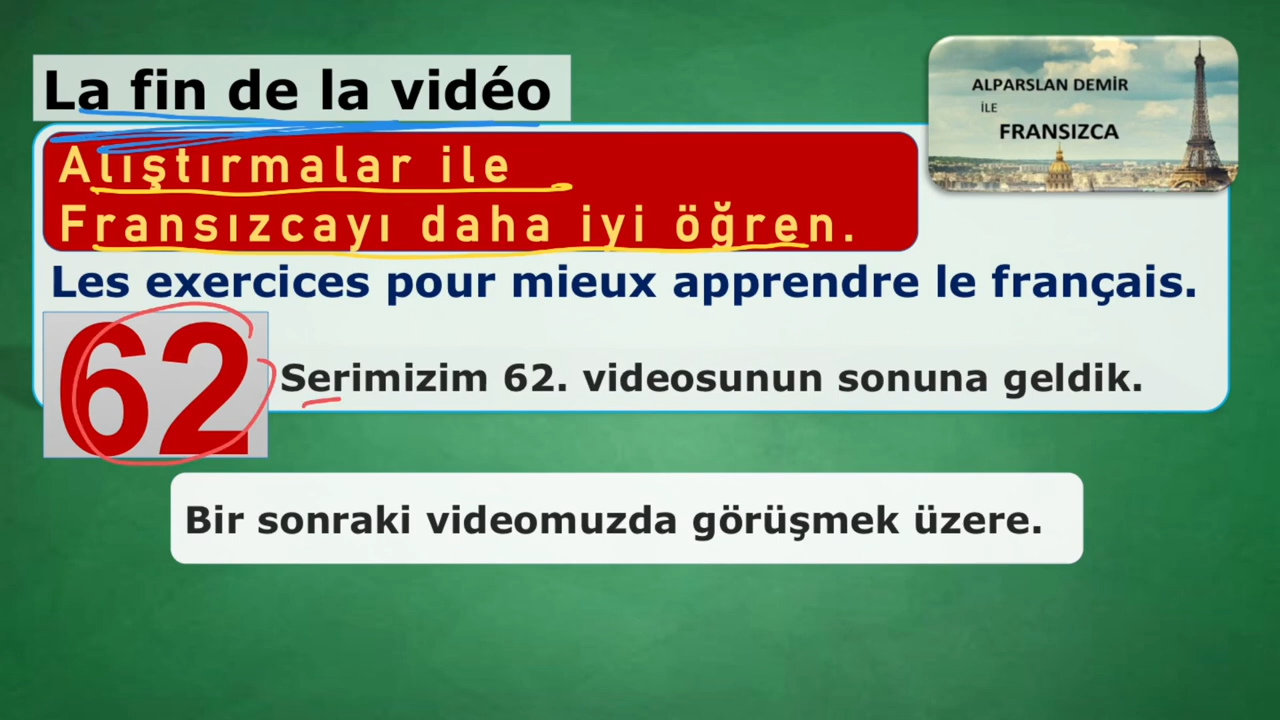 La fin de la vidéo
ALPARSLAN DEMİR
İLE
FRANSIZCA
Alıştırmalar ile
Fransızcayı daha iyi öğren.
Les exercices pour mieux apprendre le français.
62
Serimizim 62. videosunun sonuna geldik.
Bir sonraki videomuzda görüşmek üzere.